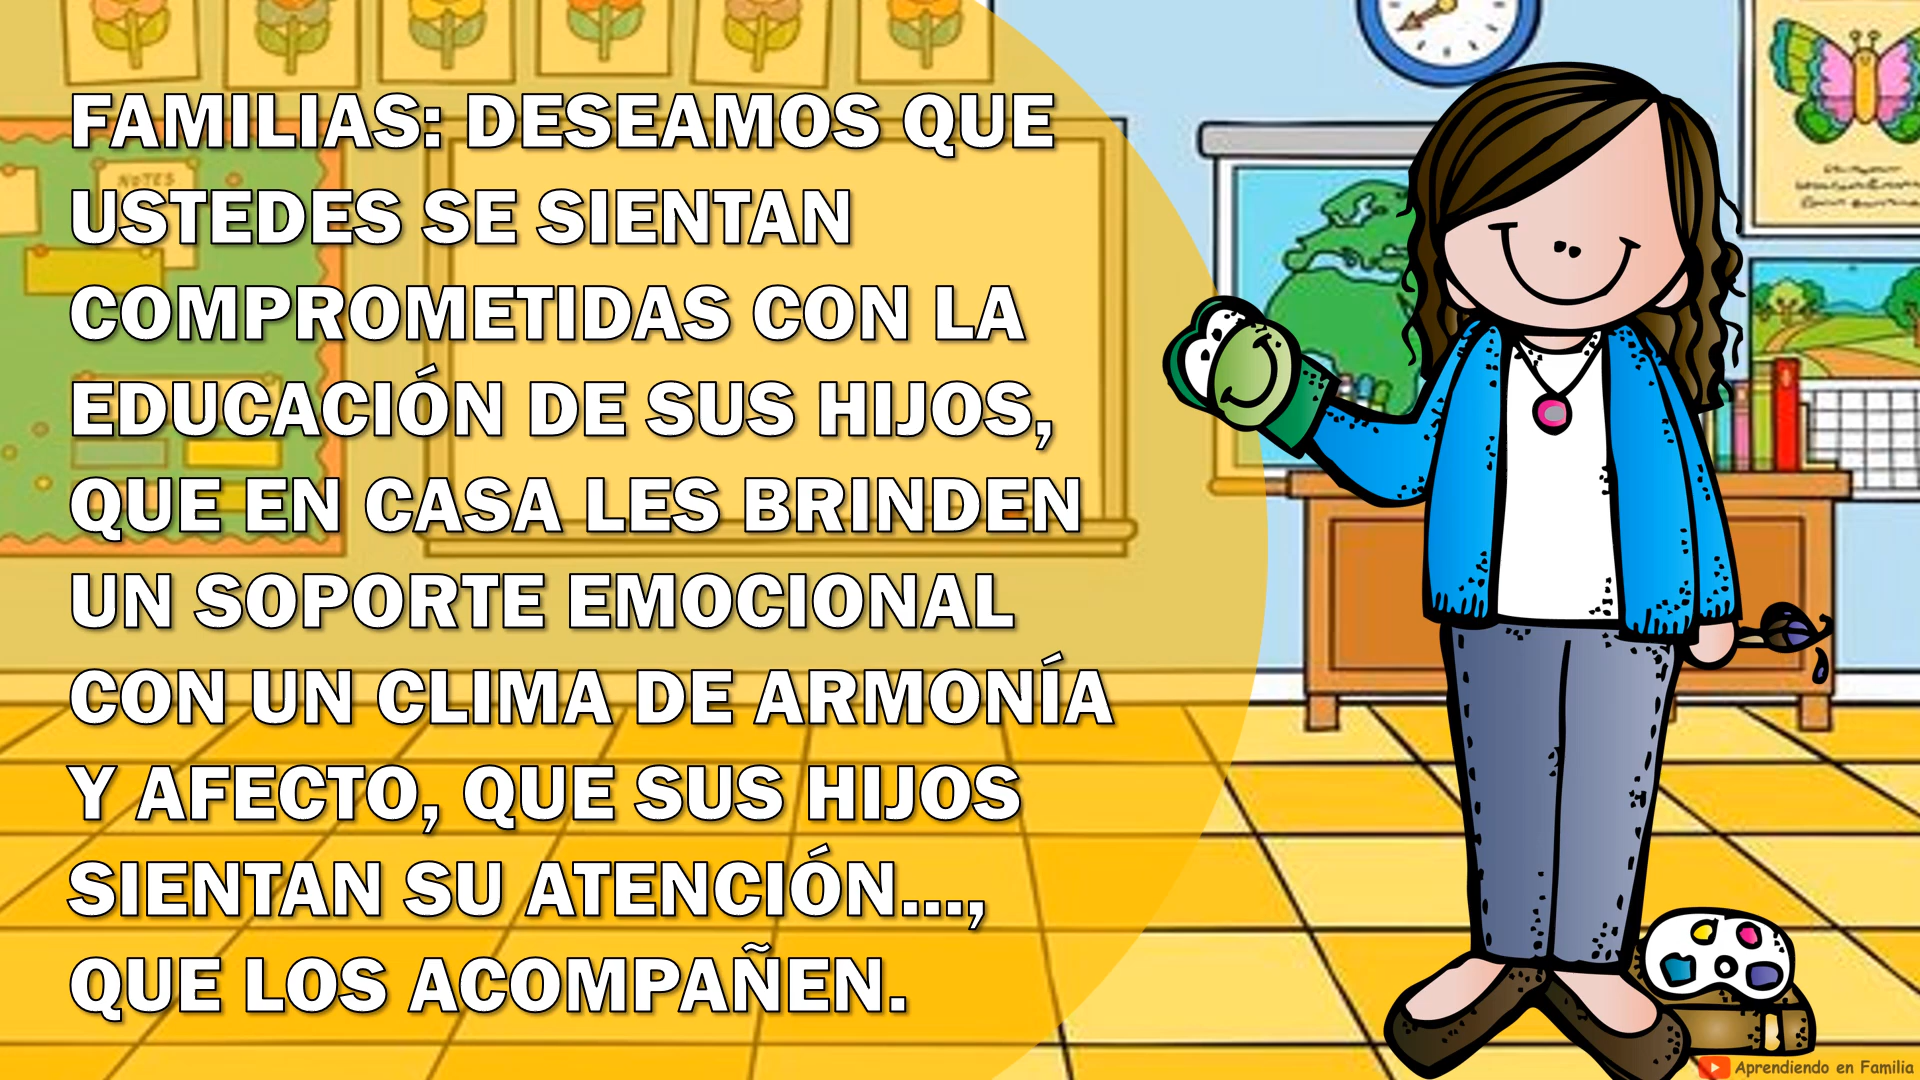 FAMILIAS: DESEAMOS QUE
USTEDES SE SIENTAN
COMPROMETIDAS CON LA
EDUCACIÓN DE SUS HIJOS,
QUE EN CASA LES BRINDEN
UN SOPORTE EMOCIONAL
CON UN CLIMA DE ARMONÍA
Y AFECTO, QUE SUS HIJOS
SIENTAN SU ATENCIÓN...,
QUE LOS ACOMPAÑEN.
NOTES
Aprendiendo en Familia